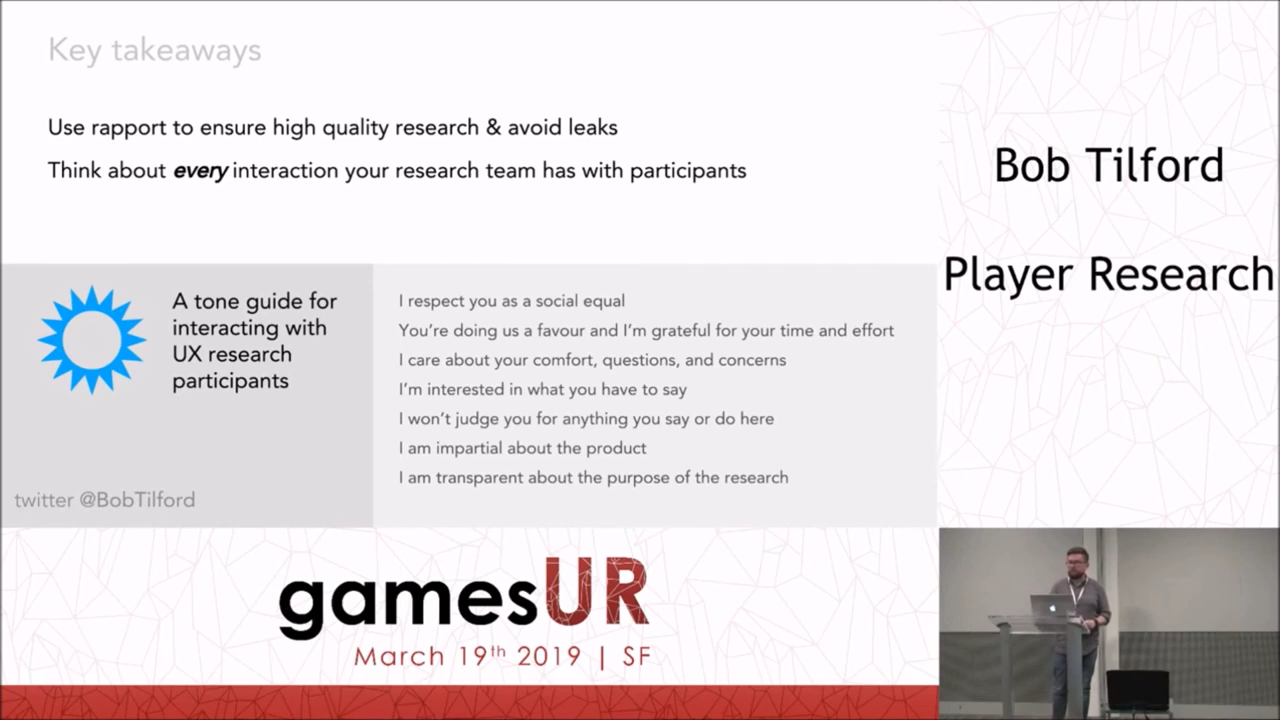 Key takeaways
Use rapport to ensure high quality research & avoid leaks
Think about every interaction your research team has with participants
A tone guide for
interacting with
UX research
participants
twitter @BobTilford
I respect you as a social equal
You're doing us a favour and I'm grateful for your time and effort
I care about your comfort, questions, and concerns
I'm interested in what you have to say
I won't judge you for anything you say or do here
I am impartial about the product
I am transparent about the purpose of the research
Bob Tilford
Player Research
gamesUR
March 19th 2019 | SF